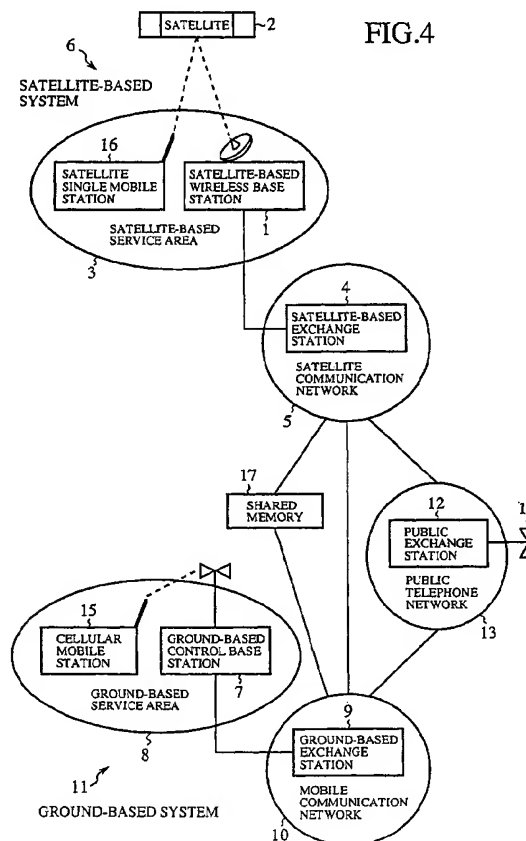 SATELLITE
2
FIG.4
6
SATELLITE-BASED
SYSTEM
16
SATELLITE
SINGLE MOBILE
STATION
SATELLITE-BASED
WIRELESS BASE
STATION
1
SATELLITE-BASED
SERVICE AREA
3
4
SATELLITE-BASED
EXCHANGE
STATION
SATELLITE
COMMUNICATION
NETWORK
5
17
SHARED
MEMORY
12
PUBLIC
EXCHANGE
STATION
1
PUBLIC
TELEPHONE
NETWORK
13
15
CELLULAR
MOBILE
STATION
GROUND-BASED
CONTROL BASE
STATION
7
GROUND-BASED
SERVICE AREA
8
9
GROUND-BASED
EXCHANGE
STATION
MOBILE
COMMUNICATION
NETWORK
10
11
GROUND-BASED SYSTEM